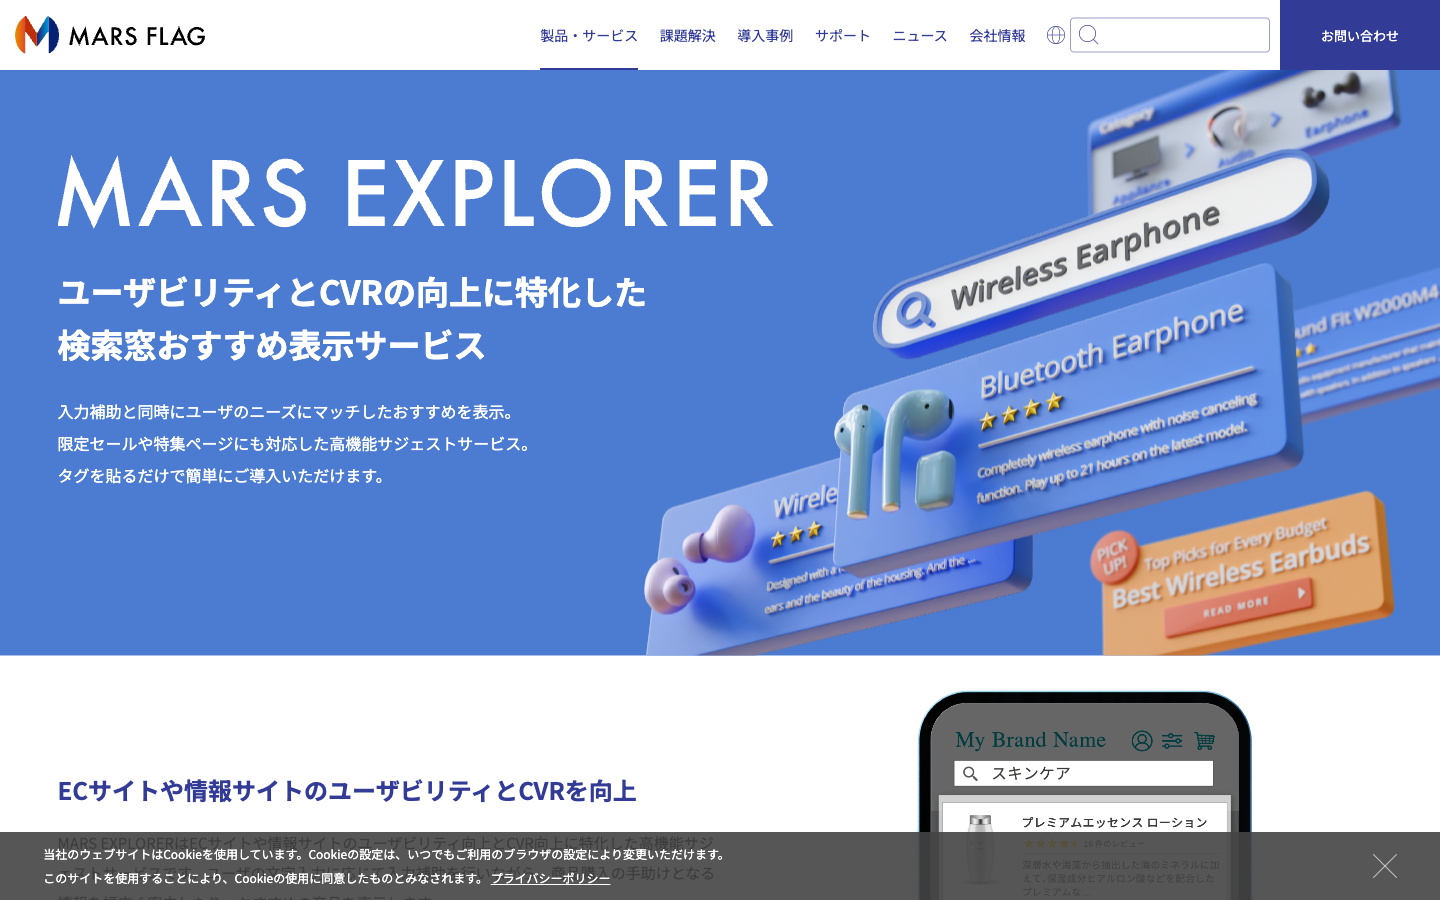 MARS FLAG
製品・サービス
課題解決
導入事例
サポート
ニュース
会社情報
お問い合わせ
MARS EXPLORER
ユーザビリティとCVRの向上に特化した
検索窓おすすめ表示サービス
入力補助と同時にユーザのニーズにマッチしたおすすめを表示。
限定セールや特集ページにも対応した高機能サジェストサービス。
タグを貼るだけで簡単にご導入いただけます。
Category
Appliance
Audio
Earphone
Wireless Earphone
Bluetooth Earphone
Completely wireless earphone with noise canceling
function. Play up to 21 hours on the latest model.
und Fit W2000M4
Wirele
Designed with a
ears and the beauty of the housing. And the ...
PICK UP!
Top Picks for Every Budget
Best Wireless Earbuds
READ MORE
ECサイトや情報サイトのユーザビリティとCVRを向上
MARS EXPLORERはECサイトや情報サイトのユーザビリティ向上とCVR向上に特化した高機能サジ
My Brand Name
スキンケア
プレミアムエッセンス ローション
16件のレビュー
深層水や海藻から抽出した海のミネラルに加
えて、保湿成分ヒアルロン酸などを配合した
プレミアムな...
当社のウェブサイトはCookieを使用しています。Cookieの設定は、いつでもご利用のブラウザの設定により変更いただけます。
このサイトを使用することにより、Cookieの使用に同意したものとみなされます。 プライバシーポリシー